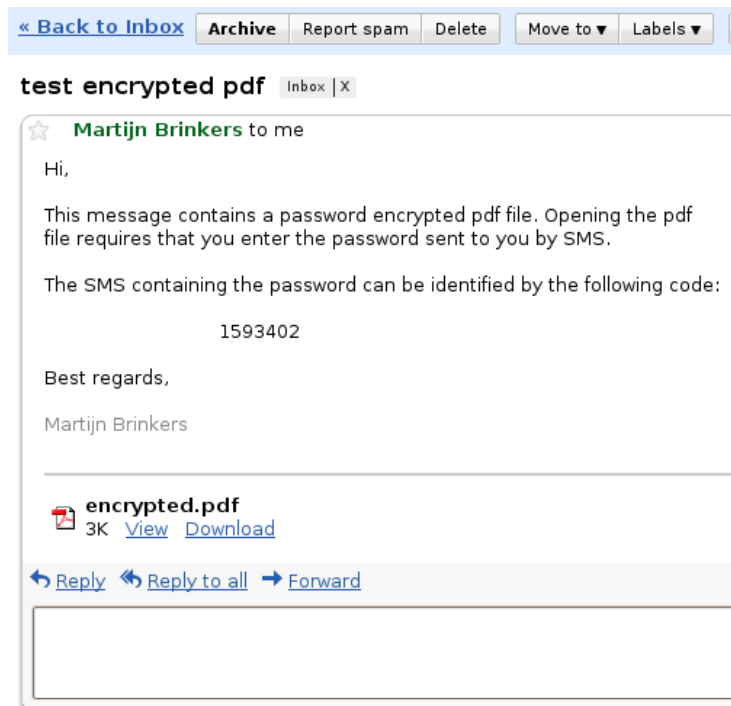 « Back to Inbox Archive Report spam Delete Move to ▼ Labels ▼
test encrypted pdf Inbox | X
Martijn Brinkers to me
Hi,
This message contains a password encrypted pdf file. Opening the pdf
file requires that you enter the password sent to you by SMS.
The SMS containing the password can be identified by the following code:
1593402
Best regards,
Martijn Brinkers
encrypted.pdf
3K View Download
Reply Reply to all Forward